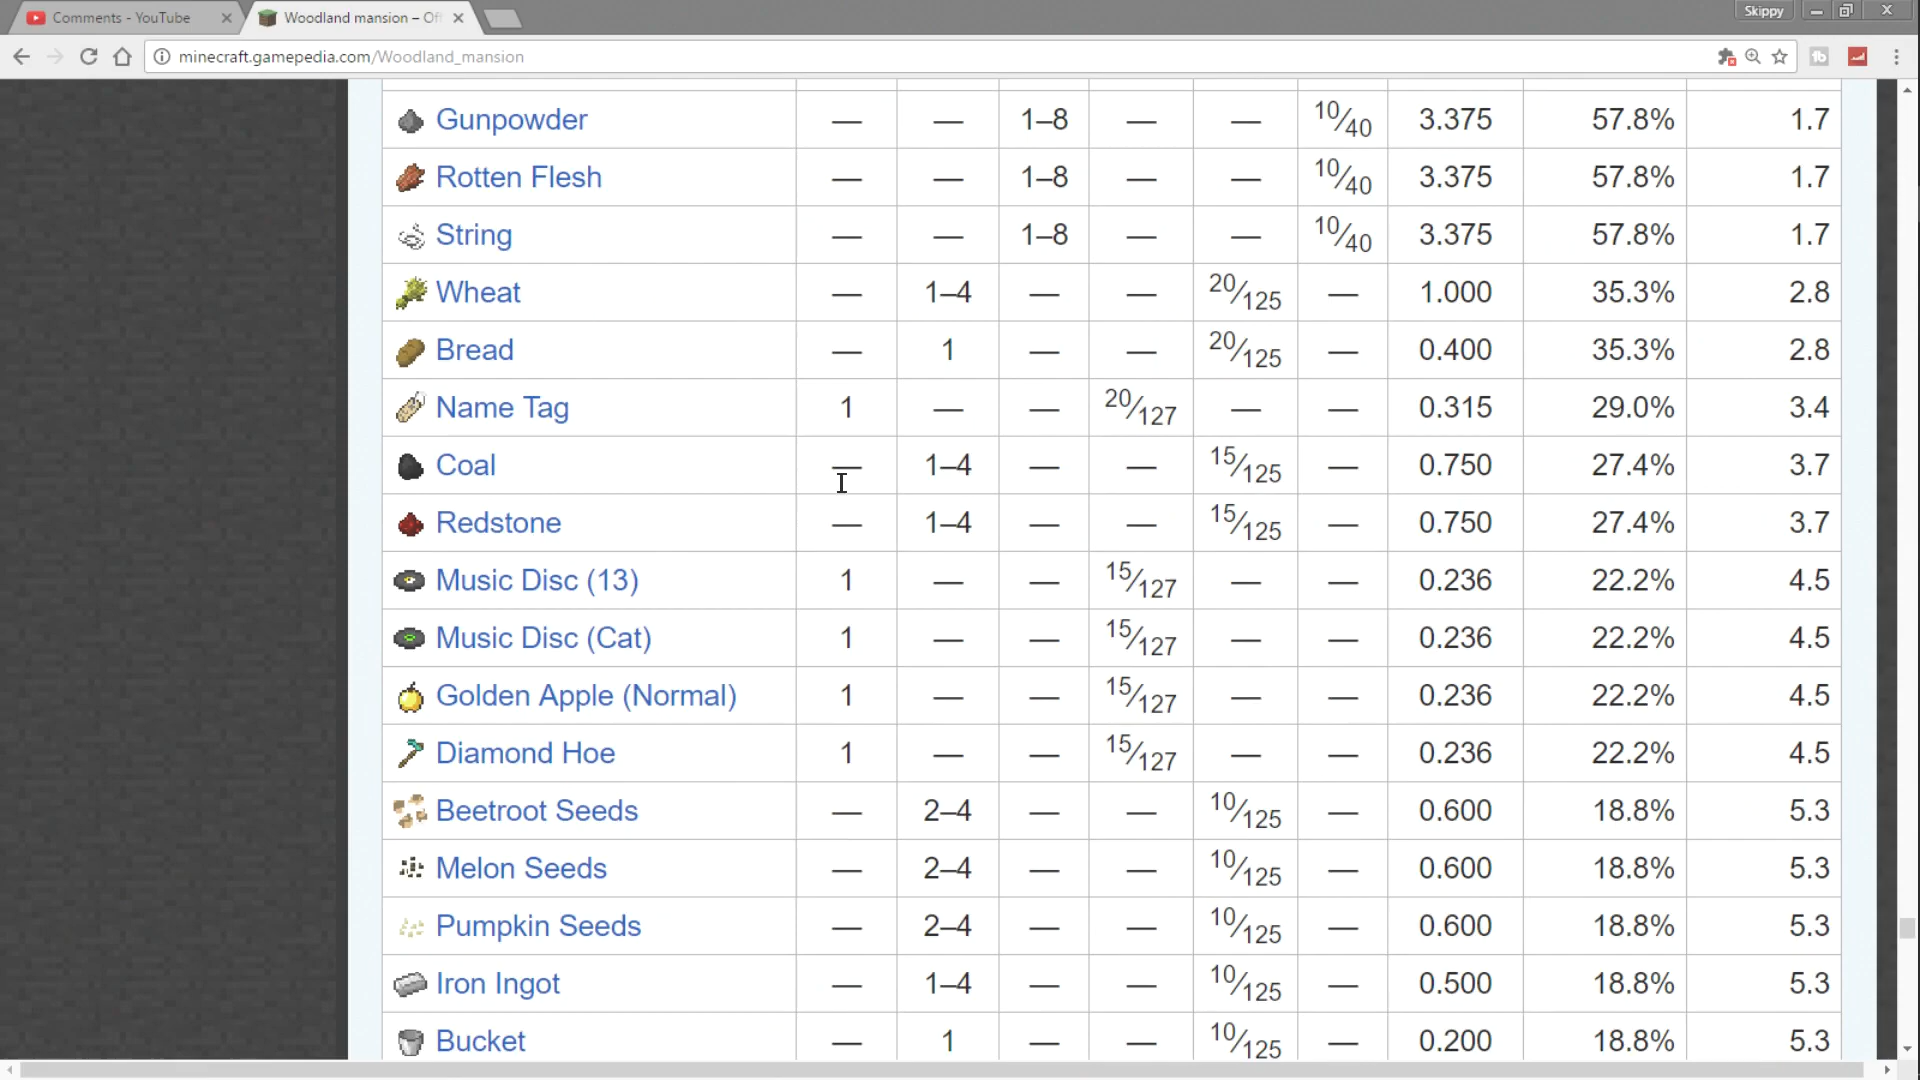 Comments - YouTube
Woodland mansion – Of
Skippy
minecraft.gamepedia.com/Woodland_mansion
Gunpowder — — 1–8 — — 10/40 3.375 57.8% 1.7
Rotten Flesh — — 1–8 — — 10/40 3.375 57.8% 1.7
String — — 1–8 — — 10/40 3.375 57.8% 1.7
Wheat — 1–4 — — 20/125 — 1.000 35.3% 2.8
Bread — 1 — — 20/125 — 0.400 35.3% 2.8
Name Tag 1 — — 20/127 — — 0.315 29.0% 3.4
Coal — 1–4 — — 15/125 — 0.750 27.4% 3.7
Redstone — 1–4 — — 15/125 — 0.750 27.4% 3.7
Music Disc (13) 1 — — 15/127 — — 0.236 22.2% 4.5
Music Disc (Cat) 1 — — 15/127 — — 0.236 22.2% 4.5
Golden Apple (Normal) 1 — — 15/127 — — 0.236 22.2% 4.5
Diamond Hoe 1 — — 15/127 — — 0.236 22.2% 4.5
Beetroot Seeds — 2–4 — — 10/125 — 0.600 18.8% 5.3
Melon Seeds — 2–4 — — 10/125 — 0.600 18.8% 5.3
Pumpkin Seeds — 2–4 — — 10/125 — 0.600 18.8% 5.3
Iron Ingot — 1–4 — — 10/125 — 0.500 18.8% 5.3
Bucket — 1 — — 10/125 — 0.200 18.8% 5.3